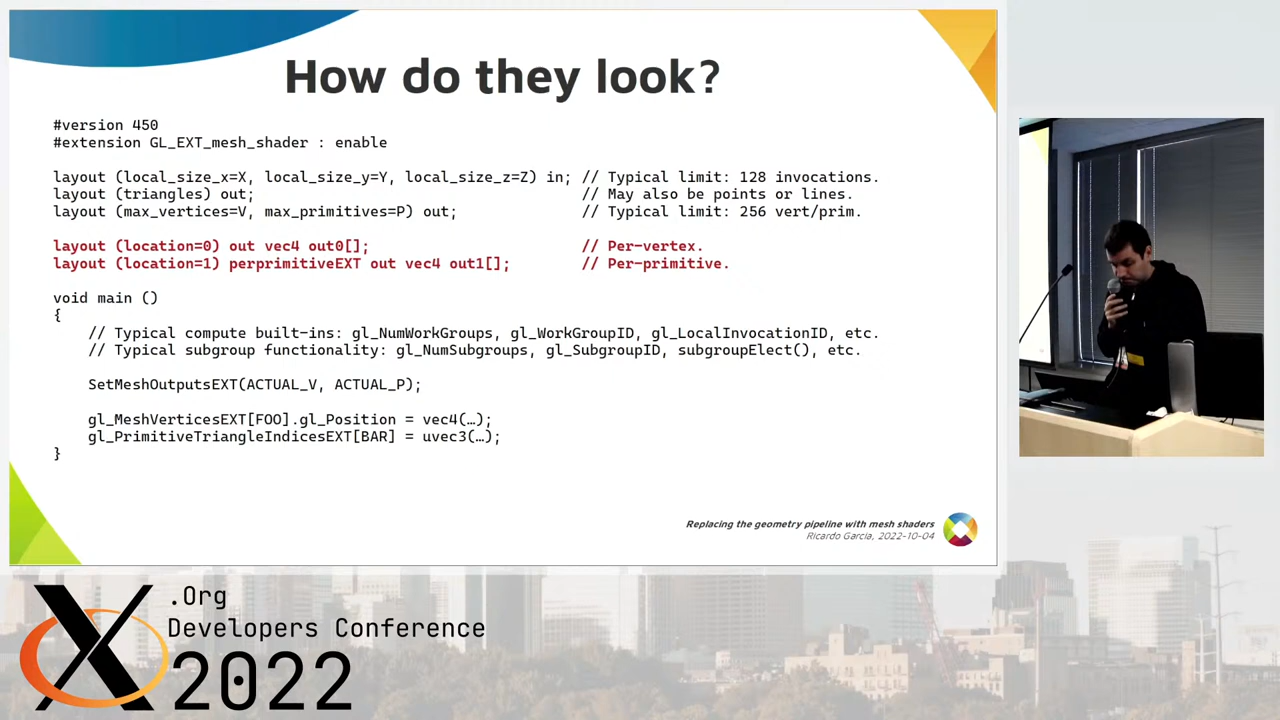 How do they look?
#version 450
#extension GL_EXT_mesh_shader : enable
layout (local_size_x=X, local_size_y=Y, local_size_z=Z) in; // Typical limit: 128 invocations.
layout (triangles) out; // May also be points or lines.
layout (max_vertices=V, max_primitives=P) out; // Typical limit: 256 vert/prim.
layout (location=0) out vec4 out0[]; // Per-vertex.
layout (location=1) perprimitiveEXT out vec4 out1[]; // Per-primitive.
void main ()
{
// Typical compute built-ins: gl_NumWorkGroups, gl_WorkGroupID, gl_LocalInvocationID, etc.
// Typical subgroup functionality: gl_NumSubgroups, gl_SubgroupID, subgroupElect(), etc.
SetMeshOutputsEXT(ACTUAL_V, ACTUAL_P);
gl_MeshVerticesEXT[FOO].gl_Position = vec4(…);
gl_PrimitiveTriangleIndicesEXT[BAR] = uvec3(…);
}
Replacing the geometry pipeline with mesh shaders
Ricardo Garcia, 2022-10-04
X.Org
Developers Conference
2022